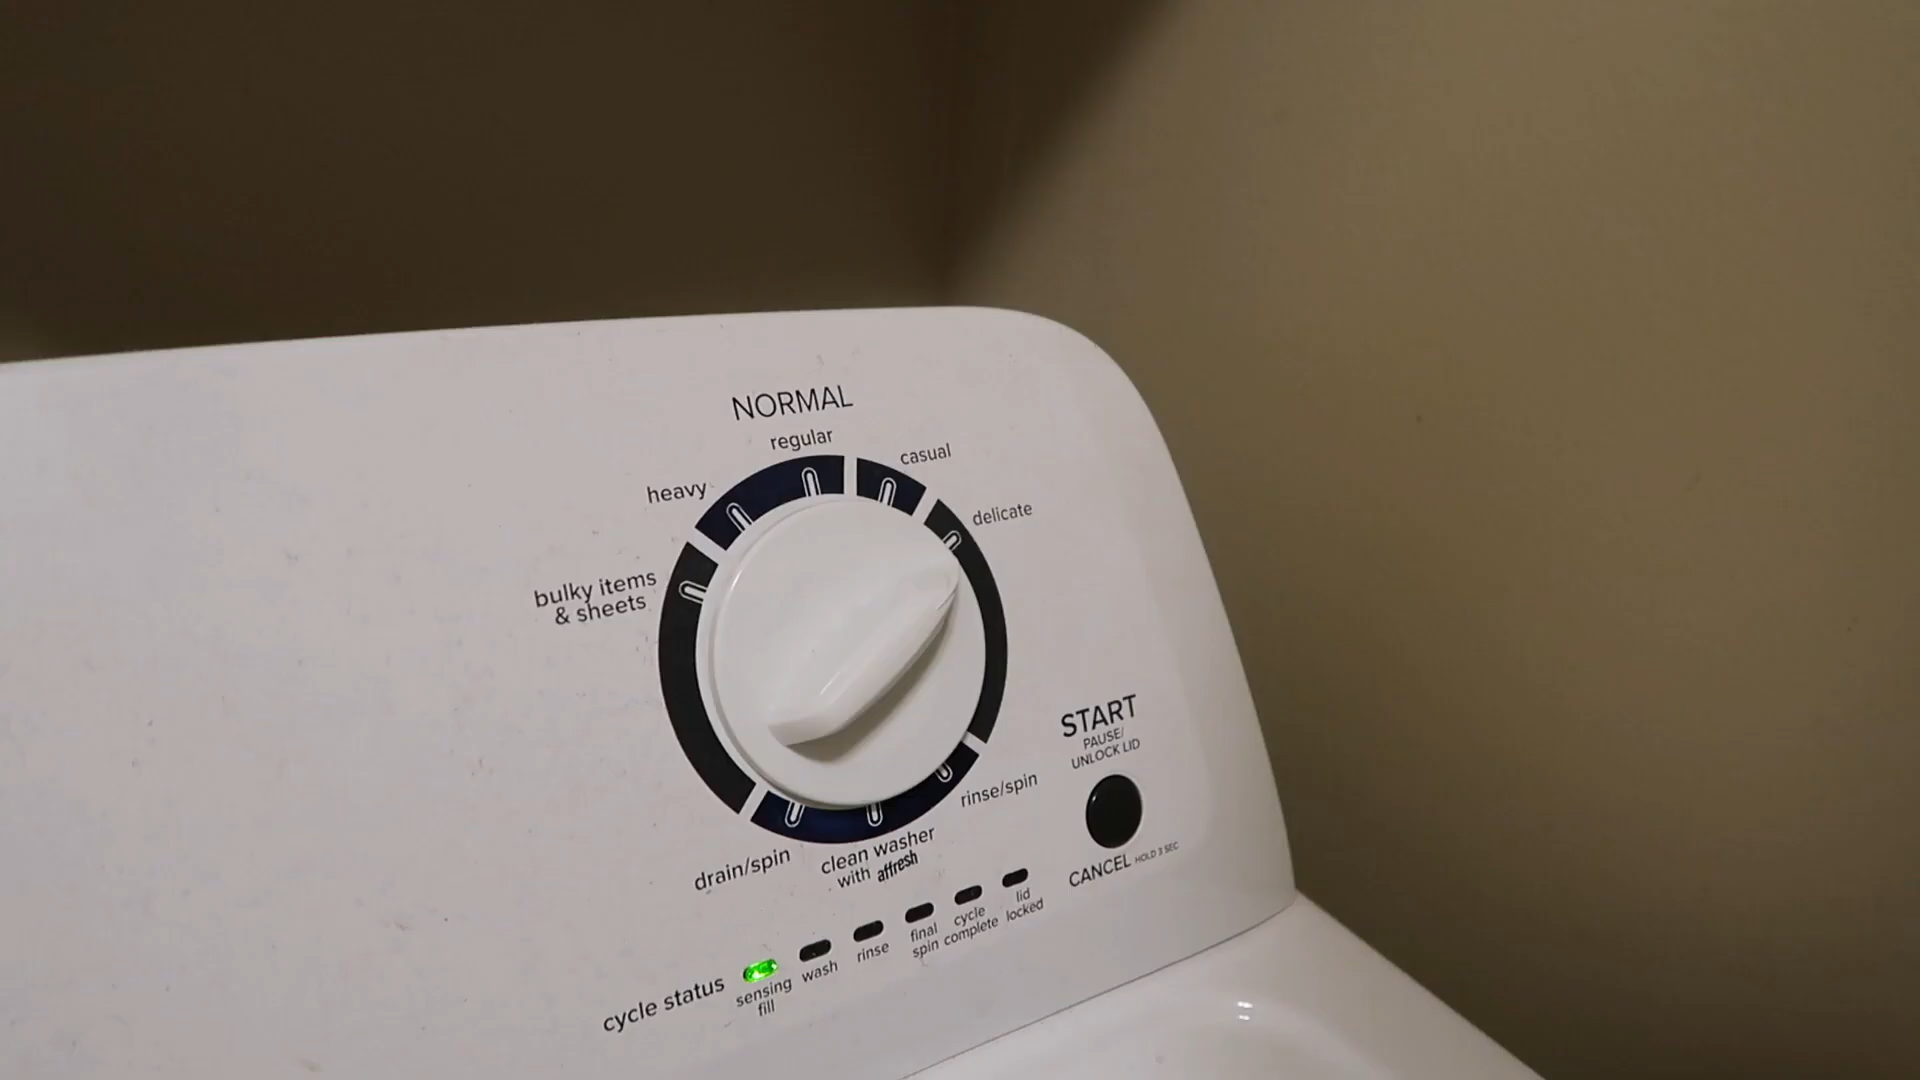 NORMAL
regular
casual
heavy
delicate
bulky items
& sheets
START
PAUSE/
UNLOCK LID
rinse/spin
clean washer
with affresh
drain/spin
CANCEL HOLD 3 SEC
cycle status
sensing
fill
wash
rinse
final
spin
cycle
complete
lid
locked